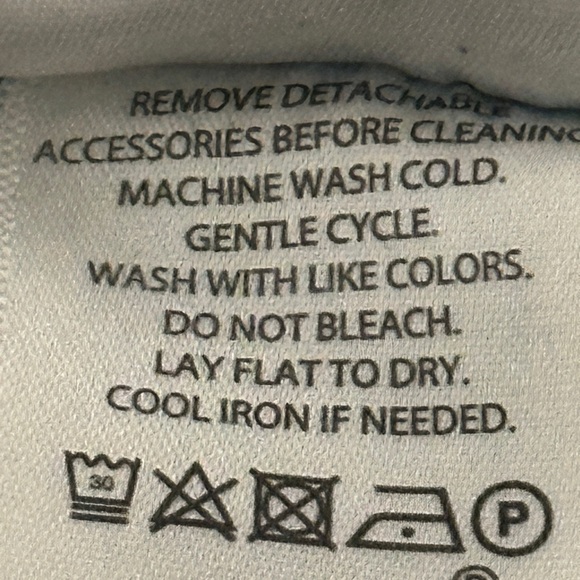 REMOVE DETACHABLE
ACCESSORIES BEFORE CLEANING
MACHINE WASH COLD.
GENTLE CYCLE.
WASH WITH LIKE COLORS.
DO NOT BLEACH.
LAY FLAT TO DRY.
COOL IRON IF NEEDED.
30 P